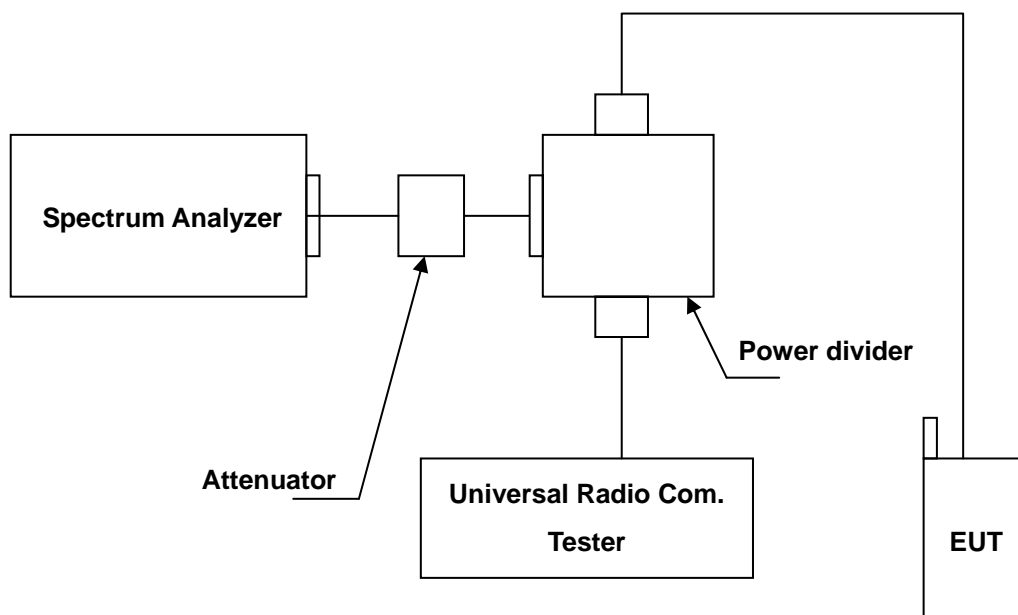 Spectrum Analyzer
Power divider
Attenuator
Universal Radio Com.
Tester
EUT